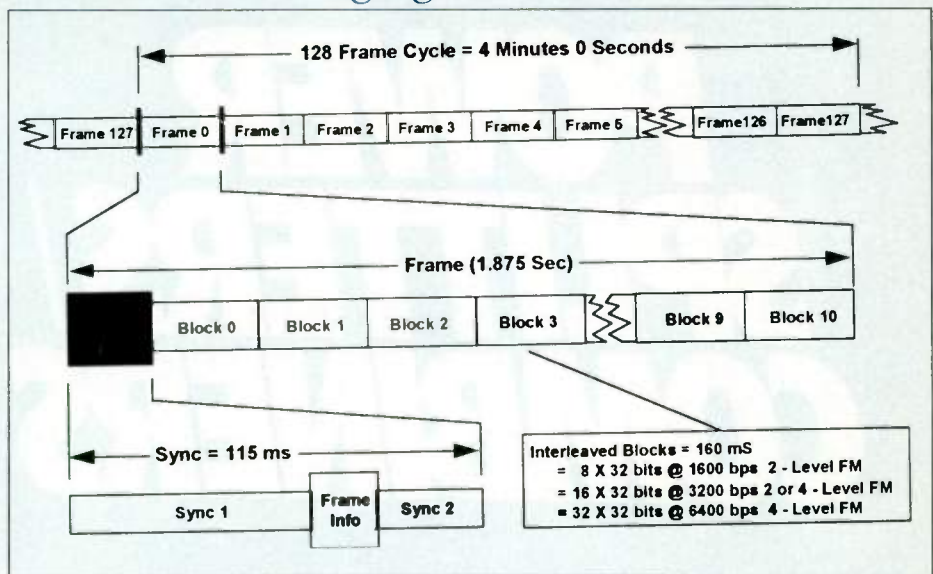 128 Frame Cycle = 4 Minutes 0 Seconds
Frame 127 Frame 0 Frame 1 Frame 2 Frame 3 Frame 4 Frame 5 Frame126 Frame127
Frame (1.875 Sec)
Block 0 Block 1 Block 2 Block 3 Block 9 Block 10
Sync = 115 ms
Sync 1 Frame Info Sync 2
Interleaved Blocks = 160 mS
= 8 X 32 bits @ 1600 bps 2 - Level FM
= 16 X 32 bits @ 3200 bps 2 or 4 - Level FM
= 32 X 32 bits @ 6400 bps 4 - Level FM